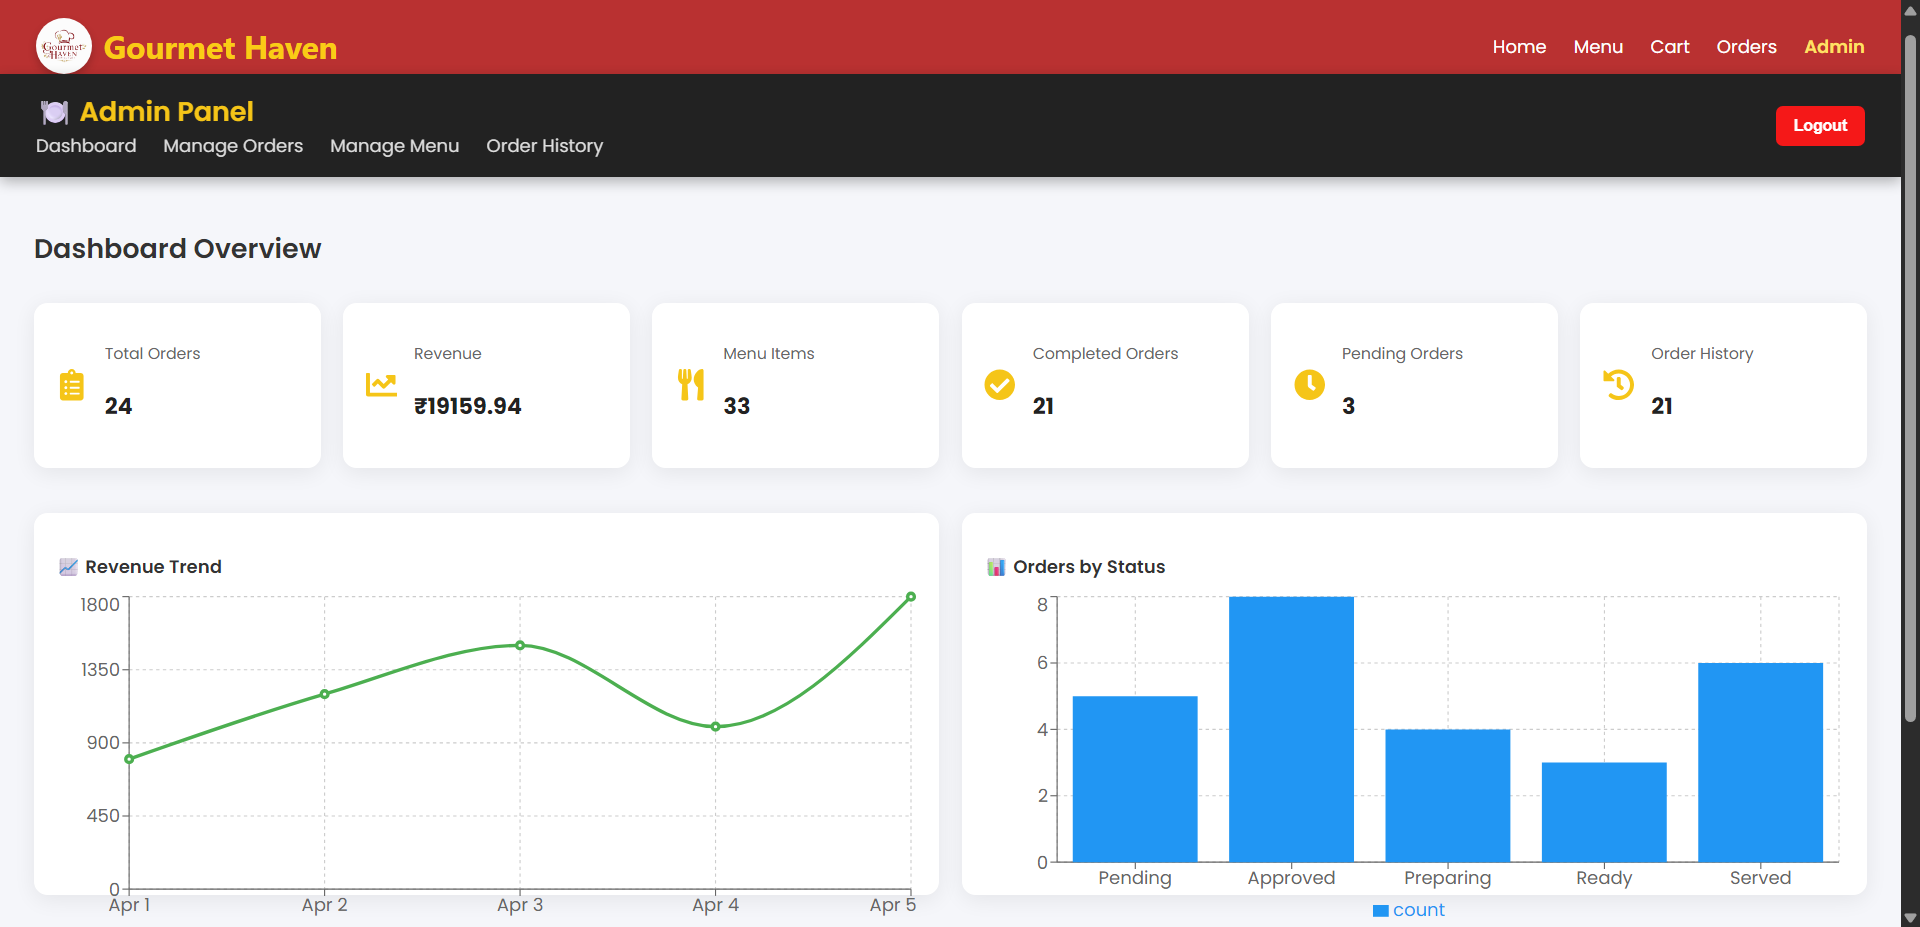 Gourmet
HAVEN
Gourmet Haven
Home Menu Cart Orders Admin
Admin Panel
Dashboard Manage Orders Manage Menu Order History
Logout
Dashboard Overview
Total Orders
24
Revenue
₹19159.94
Menu Items
33
Completed Orders
21
Pending Orders
3
Order History
21
Revenue Trend
1800
1350
900
450
0
Apr 1 Apr 2 Apr 3 Apr 4 Apr 5
Orders by Status
8
6
4
2
0
Pending Approved Preparing Ready Served
count